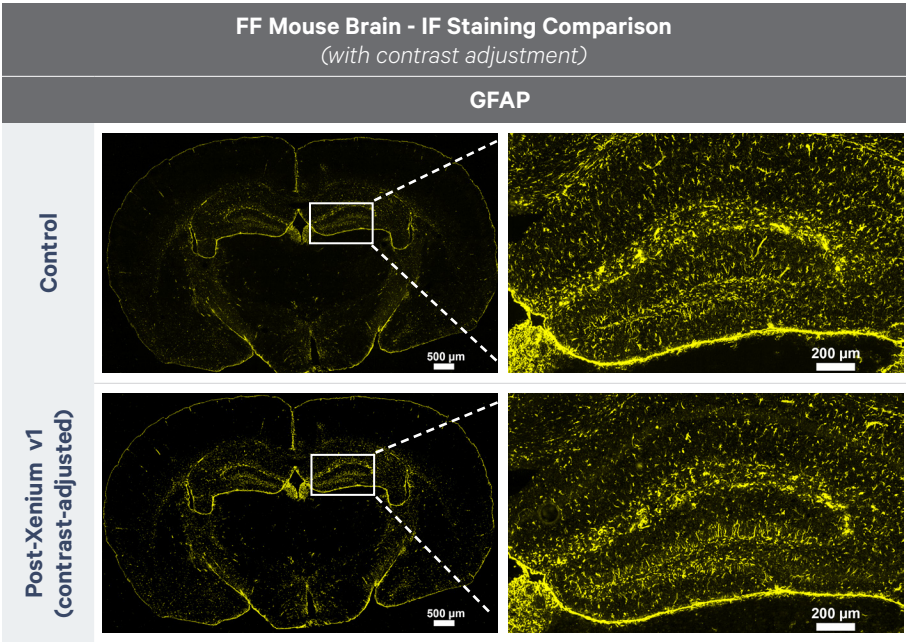 FF Mouse Brain - IF Staining Comparison
(with contrast adjustment)
GFAP
Control
500 µm
200 µm
Post-Xenium v1
(contrast-adjusted)
500 µm
200 µm